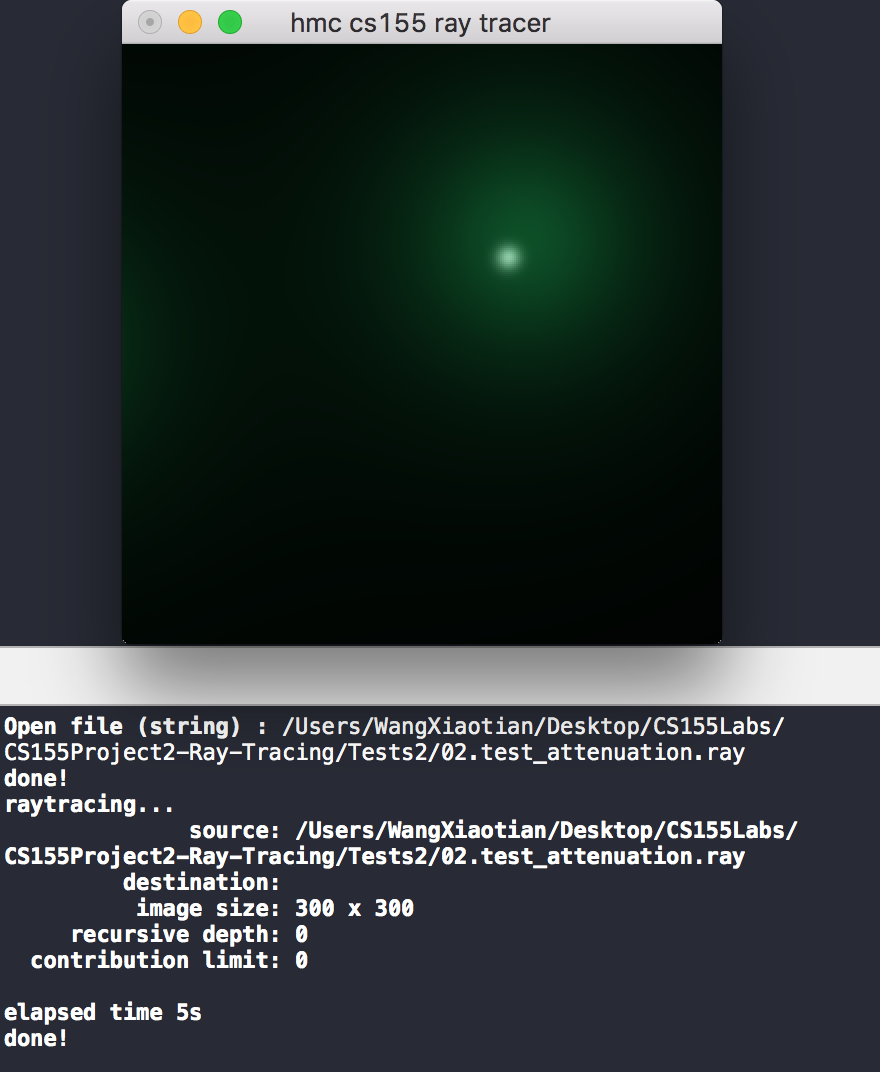 hmc cs155 ray tracer
Open file (string) : /Users/WangXiaotian/Desktop/CS155Labs/
CS155Project2-Ray-Tracing/Tests2/02.test_attenuation.ray
done!
raytracing...
source: /Users/WangXiaotian/Desktop/CS155Labs/
CS155Project2-Ray-Tracing/Tests2/02.test_attenuation.ray
destination:
image size: 300 x 300
recursive depth: 0
contribution limit: 0
elapsed time 5s
done!